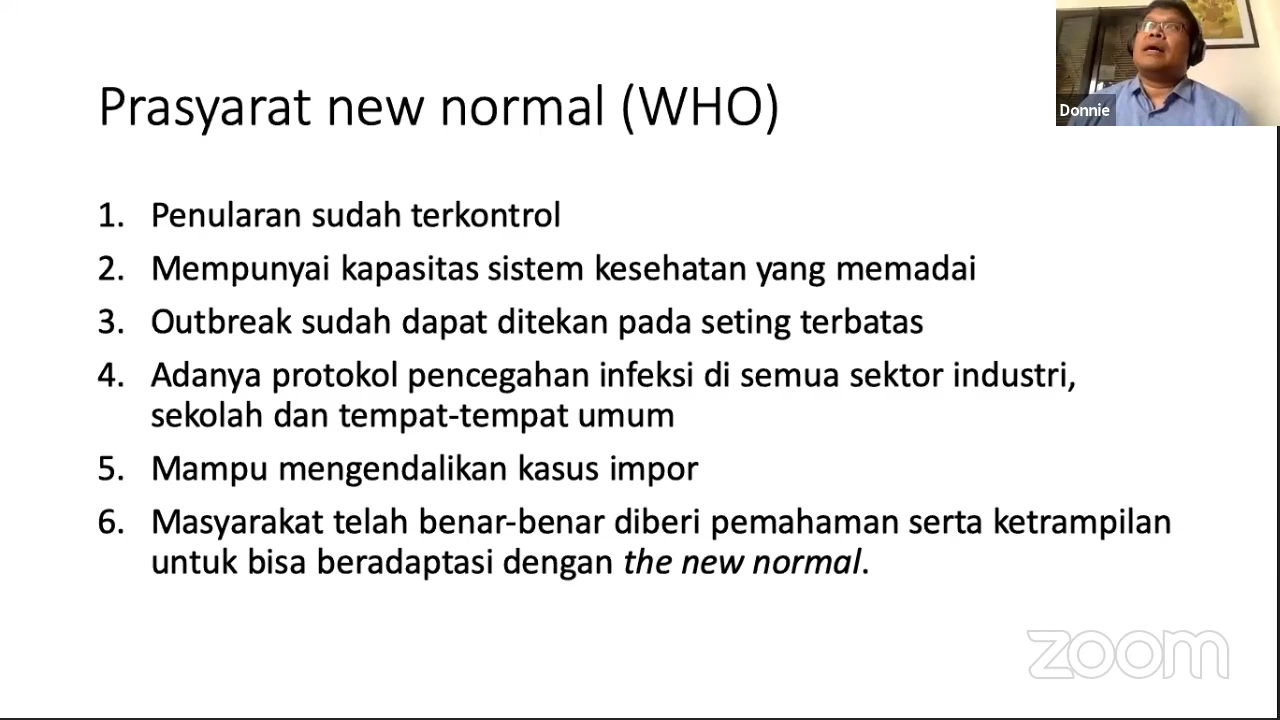 Prasyarat new normal (WHO)
Donnie
1. Penularan sudah terkontrol
2. Mempunyai kapasitas sistem kesehatan yang memadai
3. Outbreak sudah dapat ditekan pada seting terbatas
4. Adanya protokol pencegahan infeksi di semua sektor industri,
sekolah dan tempat-tempat umum
5. Mampu mengendalikan kasus impor
6. Masyarakat telah benar-benar diberi pemahaman serta ketrampilan
untuk bisa beradaptasi dengan the new normal.
zoom